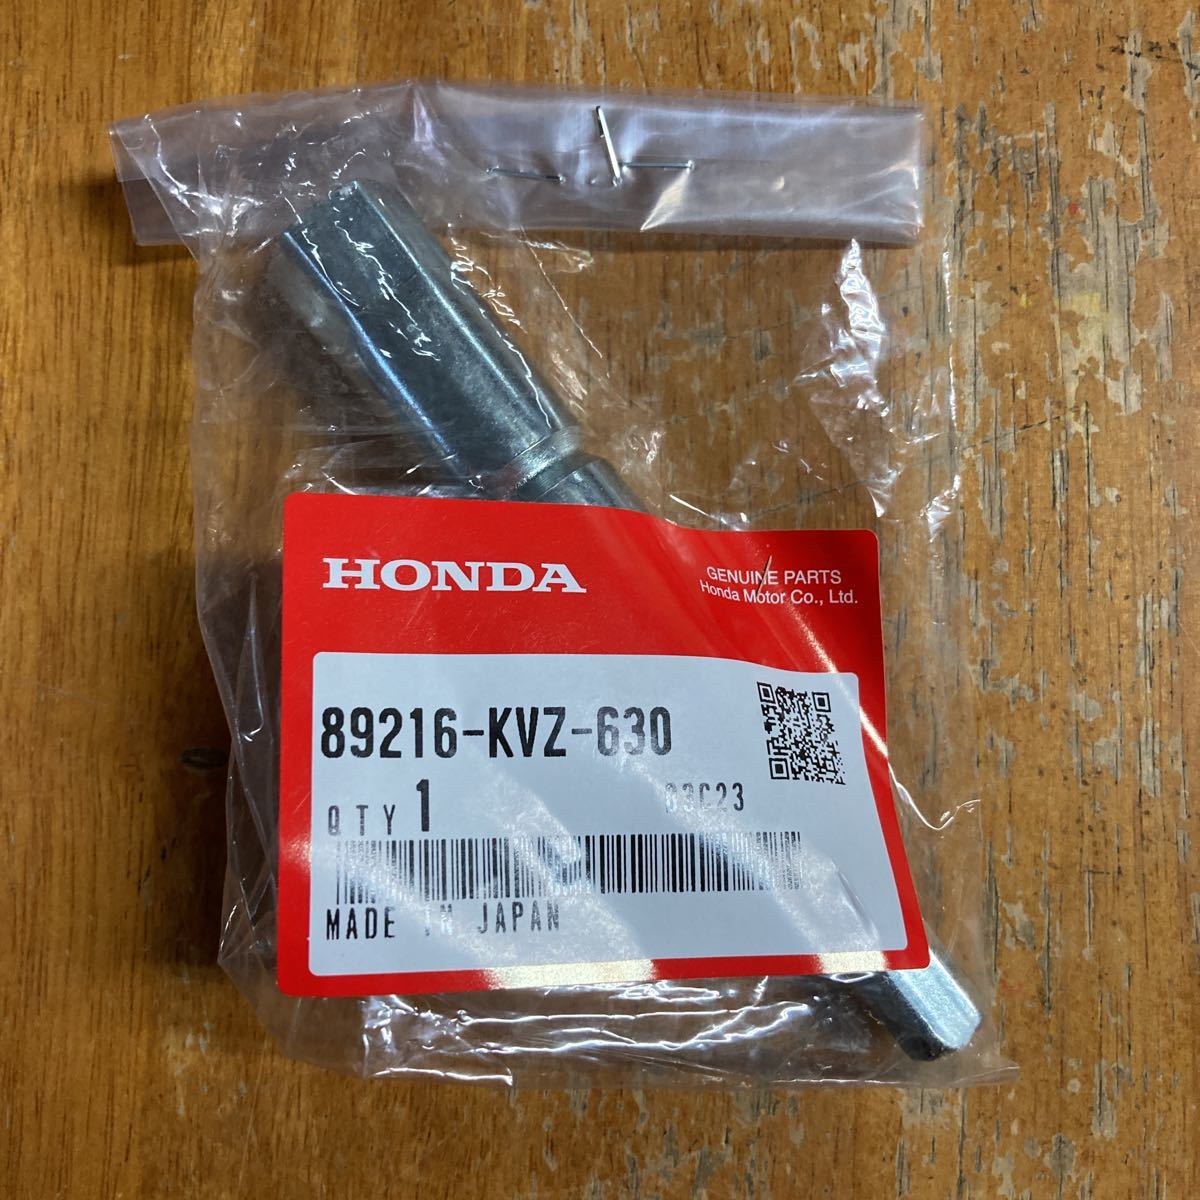 HONDA
GENUINE PARTS
Honda Motor Co., Ltd.
89216-KVZ-630
QTY 1
MADE IN JAPAN